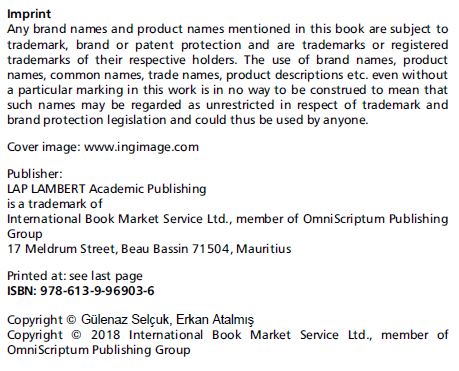 Imprint
Any brand names and product names mentioned in this book are subject to
trademark, brand or patent protection and are trademarks or registered
trademarks of their respective holders. The use of brand names, product
names, common names, trade names, product descriptions etc. even without
a particular marking in this work is in no way to be construed to mean that
such names may be regarded as unrestricted in respect of trademark and
brand protection legislation and could thus be used by anyone.
Cover image: www.ingimage.com
Publisher:
LAP LAMBERT Academic Publishing
is a trademark of
International Book Market Service Ltd., member of OmniScriptum Publishing
Group
17 Meldrum Street, Beau Bassin 71504, Mauritius
Printed at: see last page
ISBN: 978-613-9-96903-6
Copyright © Gülenaz Selçuk, Erkan Atalmış
Copyright © 2018 International Book Market Service Ltd., member of
OmniScriptum Publishing Group